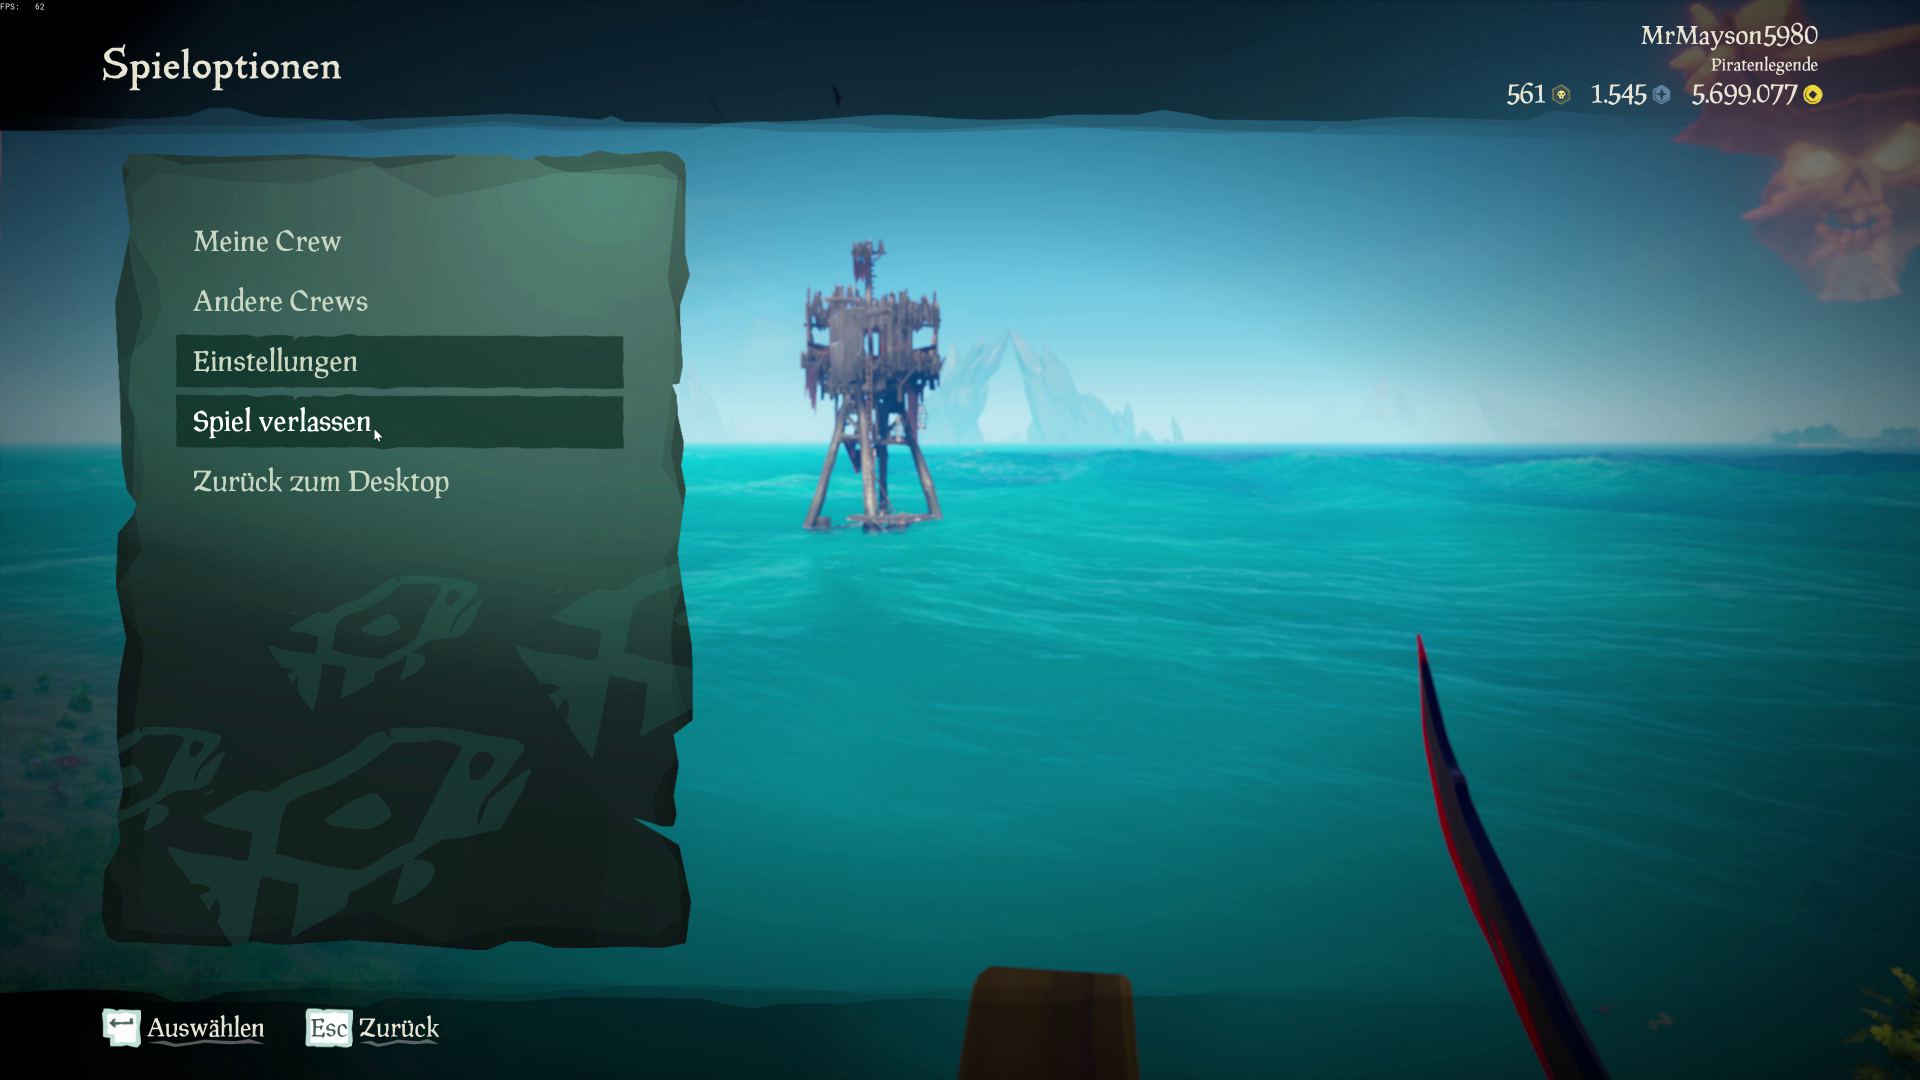 FPS: 62
Spieloptionen
MrMayson5980
Piratenlegende
561 1.545 5.699.077
Meine Crew
Andere Crews
Einstellungen
Spiel verlassen
Zurück zum Desktop
Auswählen Esc Zurück